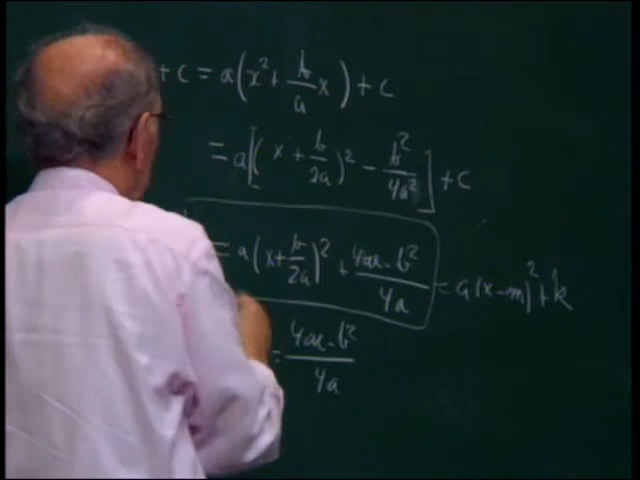 + c = a(x² + b/a x) + c
= a[(x + b/2a)² - b²/4a²] + c
= a(x + b/2a)² + 4ac - b²/4a = a(x - m)² + k
= 4ac - b²/4a